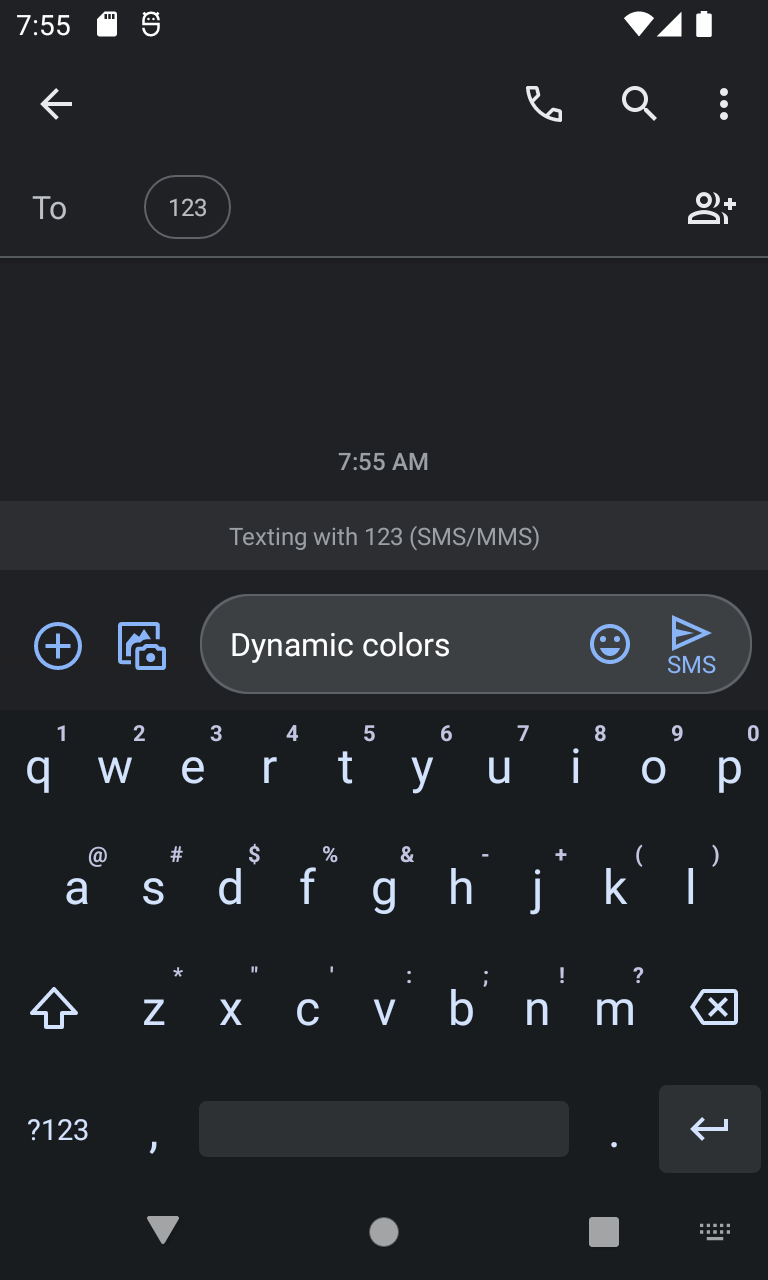 7:55
To
123
7:55 AM
Texting with 123 (SMS/MMS)
Dynamic colors
SMS
1 2 3 4 5 6 7 8 9 0
q w e r t y u i o p
@ # $ % & - + ( )
a s d f g h j k l
* " ' : ; ! ?
z x c v b n m
?123 , .